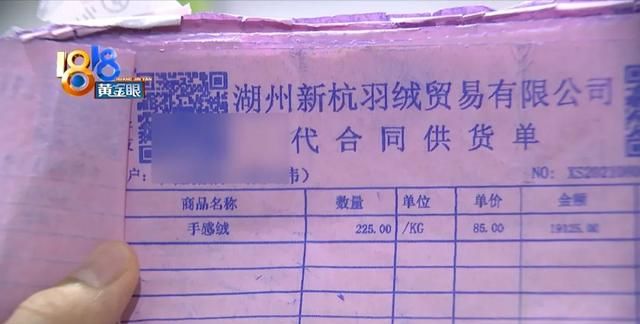 1818
黄金眼
湖州新杭羽绒贸易有限公司
代合同供货单
户: 韦) NO: XS2021
商品名称 数量 单位 单价 金额
手感绒 225.00 /KG 85.00 19125.00